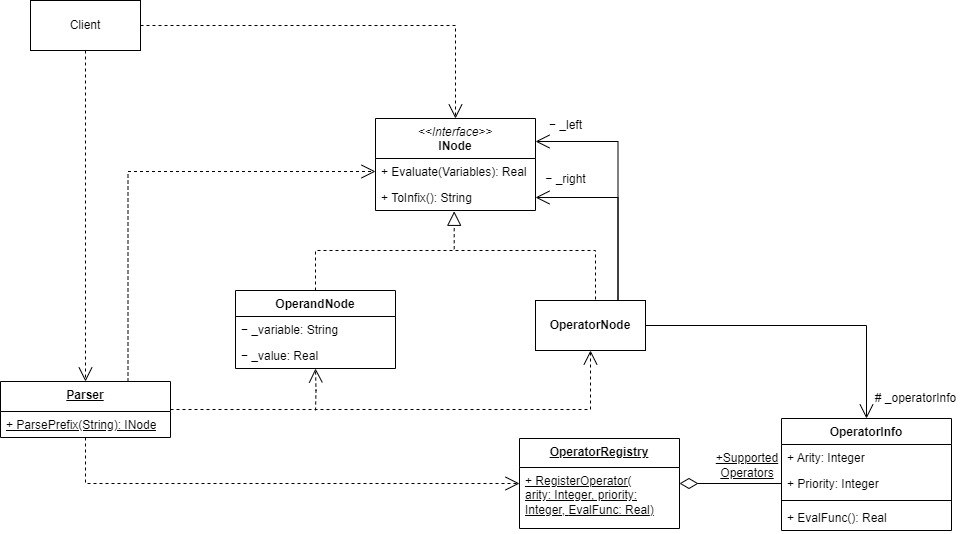 Client
− _left
<<Interface>>
INode
+ Evaluate(Variables): Real
− _right
+ ToInfix(): String
OperandNode
− _variable: String
− _value: Real
OperatorNode
Parser
+ ParsePrefix(String): INode
# _operatorInfo
OperatorInfo
+ Arity: Integer
+ Priority: Integer
+ EvalFunc(): Real
+Supported
Operators
OperatorRegistry
+ RegisterOperator(
arity: Integer, priority:
Integer, EvalFunc: Real)